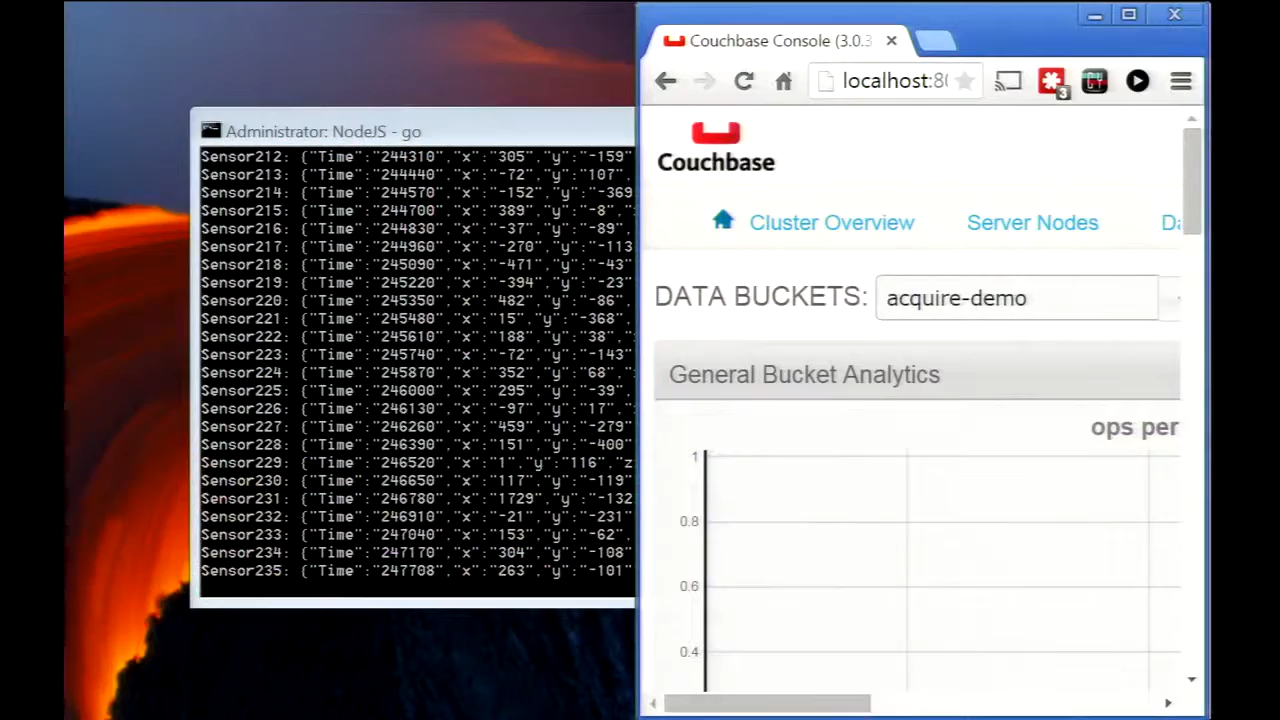 Administrator: NodeJS - go
Sensor212: {"Time":"244310","x":"305","y":"-159"
Sensor213: {"Time":"244440","x":"-72","y":"107",
Sensor214: {"Time":"244570","x":"-152","y":"-369
Sensor215: {"Time":"244700","x":"389","y":"-8",
Sensor216: {"Time":"244830","x":"-37","y":"-89",
Sensor217: {"Time":"244960","x":"-270","y":"-113
Sensor218: {"Time":"245090","x":"-471","y":"-43"
Sensor219: {"Time":"245220","x":"-394","y":"-23"
Sensor220: {"Time":"245350","x":"482","y":"-86",
Sensor221: {"Time":"245480","x":"15","y":"-368",
Sensor222: {"Time":"245610","x":"188","y":"38",
Sensor223: {"Time":"245740","x":"-72","y":"-143"
Sensor224: {"Time":"245870","x":"352","y":"68",
Sensor225: {"Time":"246000","x":"295","y":"-39",
Sensor226: {"Time":"246130","x":"-97","y":"17",
Sensor227: {"Time":"246260","x":"459","y":"-279"
Sensor228: {"Time":"246390","x":"151","y":"-400"
Sensor229: {"Time":"246520","x":"1","y":"116","z
Sensor230: {"Time":"246650","x":"117","y":"-119"
Sensor231: {"Time":"246780","x":"1729","y":"-132
Sensor232: {"Time":"246910","x":"-21","y":"-231"
Sensor233: {"Time":"247040","x":"153","y":"-62",
Sensor234: {"Time":"247170","x":"304","y":"-108"
Sensor235: {"Time":"247708","x":"263","y":"-101"
Couchbase Console (3.0.3
localhost:80
3
Couchbase
Cluster Overview Server Nodes Da
DATA BUCKETS: acquire-demo
General Bucket Analytics
ops per
1
0.8
0.6
0.4